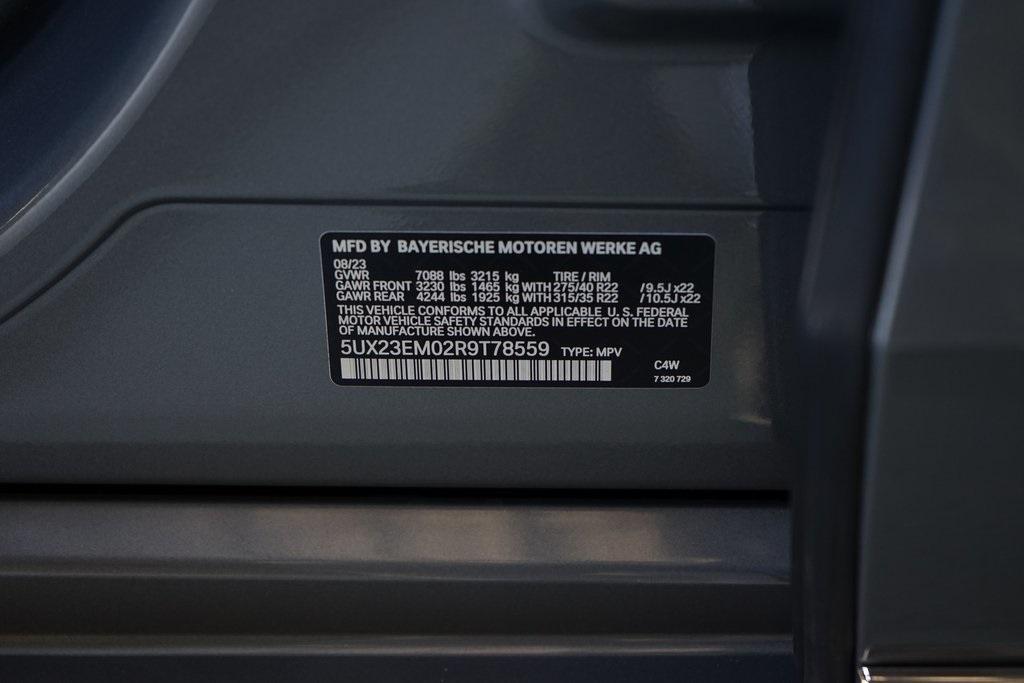 MFD BY BAYERISCHE MOTOREN WERKE AG
08/23
GVWR 7088 lbs 3215 kg TIRE / RIM
GAWR FRONT 3230 lbs 1465 kg WITH 275/40 R22 /9.5J x22
GAWR REAR 4244 lbs 1925 kg WITH 315/35 R22 /10.5J x22
THIS VEHICLE CONFORMS TO ALL APPLICABLE U. S. FEDERAL
MOTOR VEHICLE SAFETY STANDARDS IN EFFECT ON THE DATE
OF MANUFACTURE SHOWN ABOVE.
5UX23EM02R9T78559 TYPE: MPV
C4W
7 320 729